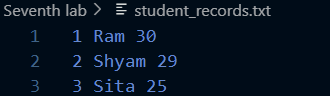 Seventh lab > student_records.txt
1 1 Ram 30
2 2 Shyam 29
3 3 Sita 25